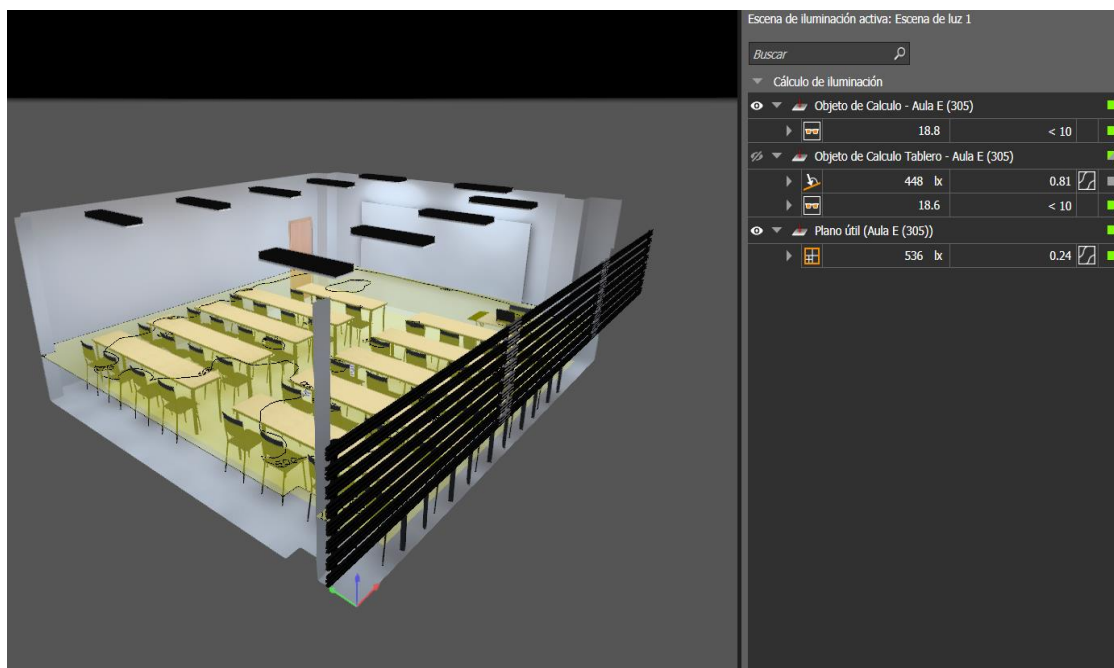 Escena de iluminación activa: Escena de luz 1
Buscar
Cálculo de iluminación
Objeto de Calculo - Aula E (305)
18.8 < 10
Objeto de Calculo Tablero - Aula E (305)
448 lx 0.81
18.6 < 10
Plano útil (Aula E (305))
536 lx 0.24